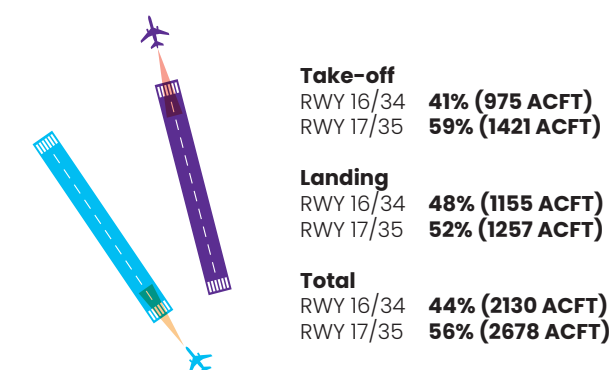 Take-off
RWY 16/34 41% (975 ACFT)
RWY 17/35 59% (1421 ACFT)
Landing
RWY 16/34 48% (1155 ACFT)
RWY 17/35 52% (1257 ACFT)
Total
RWY 16/34 44% (2130 ACFT)
RWY 17/35 56% (2678 ACFT)